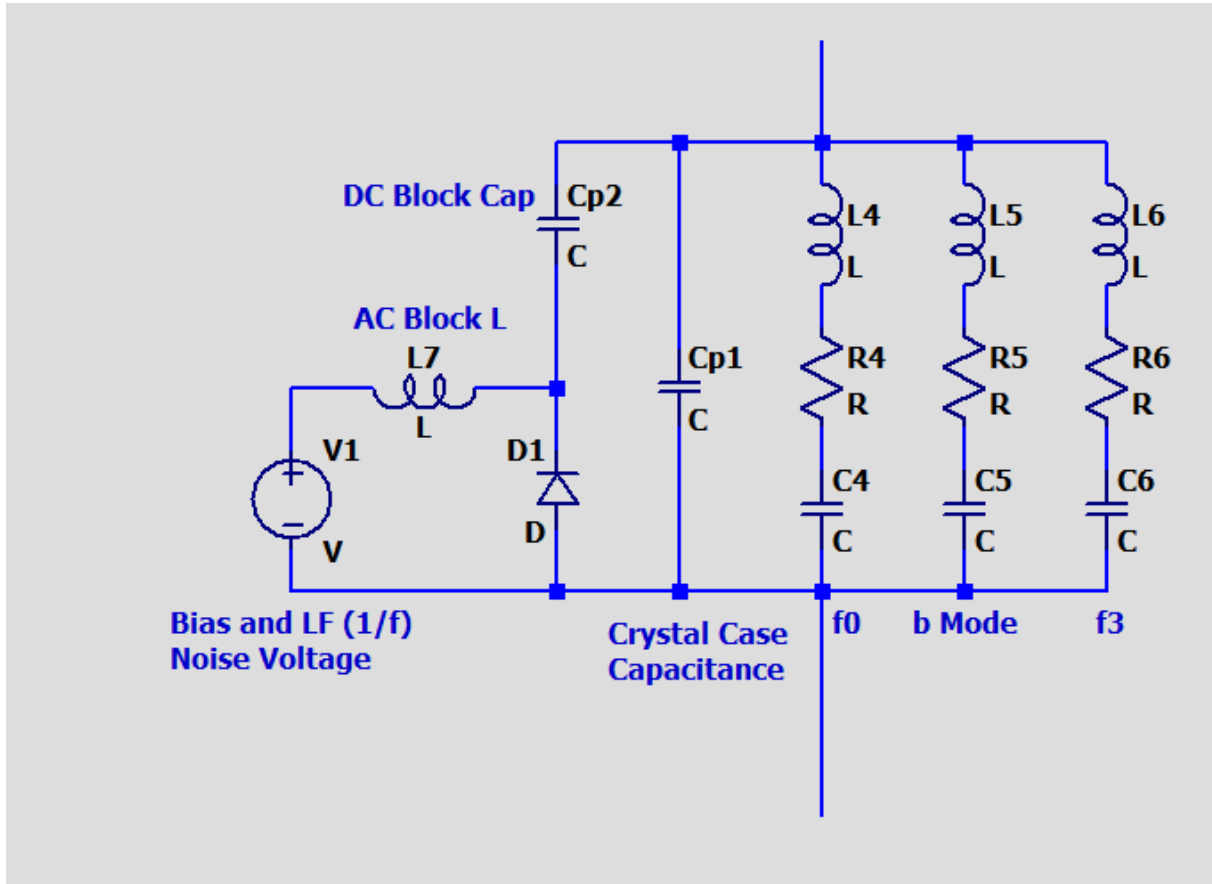 DC Block Cap
Cp2
C
L4
L
L5
L
L6
L
AC Block L
L7
L
Cp1
C
R4
R
R5
R
R6
R
V1
V
D1
D
C4
C
C5
C
C6
C
Bias and LF (1/f)
Noise Voltage
Crystal Case
Capacitance
f0
b Mode
f3